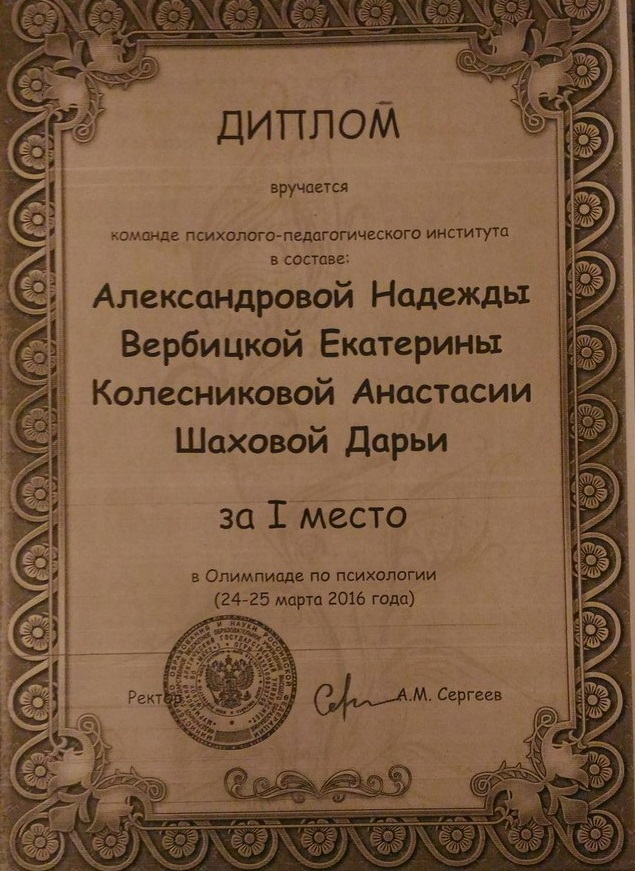 ДИПЛОМ
вручается
команде психолого-педагогического института
в составе:
Александровой Надежды
Вербицкой Екатерины
Колесниковой Анастасии
Шаховой Дарьи
за I место
в Олимпиаде по психологии
(24-25 марта 2016 года)
Ректор А.М. Сергеев